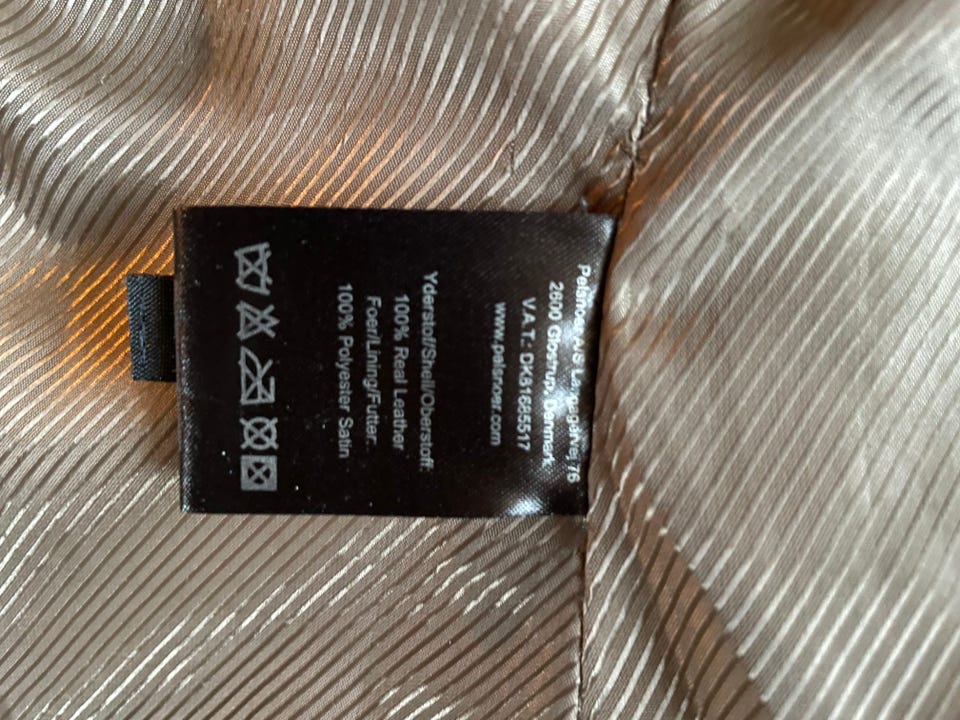 Pelsnoer A/S
76
2600 Glostrup, Denmark
V.A.T.: DK81685517
www.pelsnoer.com
Yderstof/Shell/Oberstoff:
100% Real Leather
Foer/Lining/Futter:
100% Polyester Satin